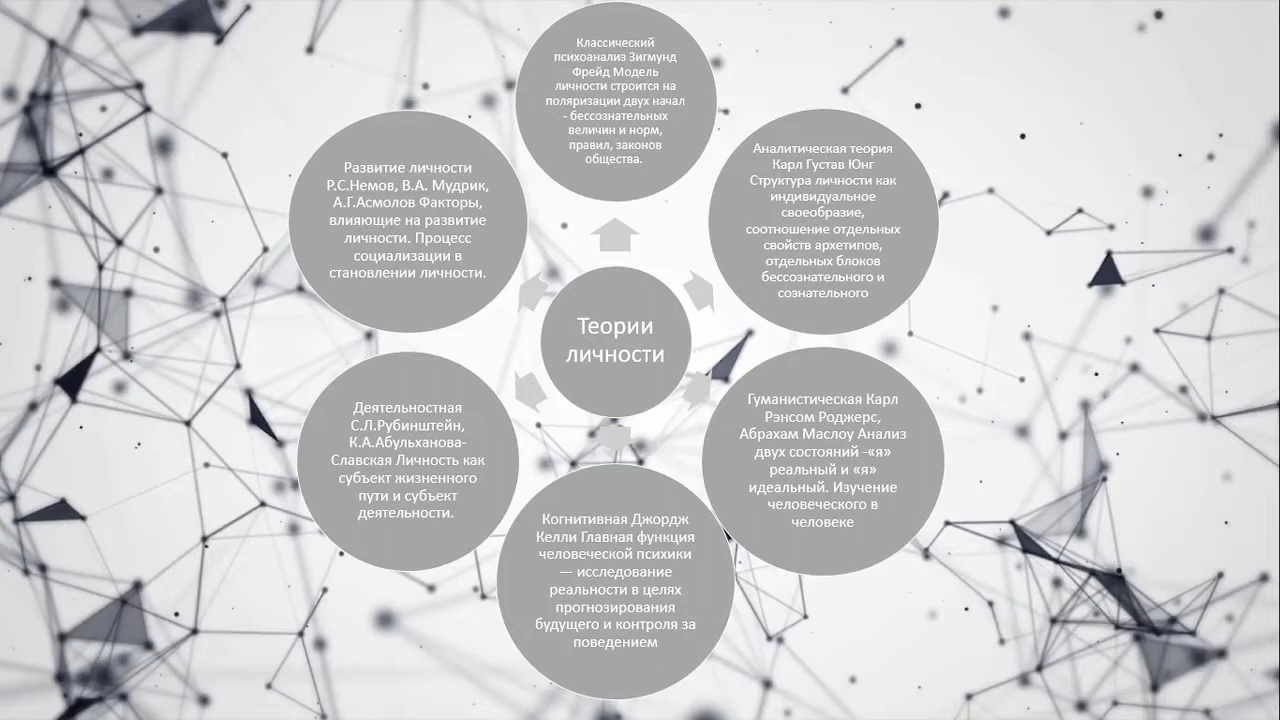 Классический
психоанализ Зигмунд
Фрейд Модель
личности строится на
поляризации двух начал
- бессознательных
величин и норм,
правил, законов
общества.
Аналитическая теория
Карл Густав Юнг
Структура личности как
индивидуальное
своеобразие,
соотношение отдельных
свойств архетипов,
отдельных блоков
бессознательного и
сознательного
Гуманистическая Карл
Рэнсом Роджерс,
Абрахам Маслоу Анализ
двух состояний -«я»
реальный и «я»
идеальный. Изучение
человеческого в
человеке
Когнитивная Джордж
Келли Главная функция
человеческой психики
— исследование
реальности в целях
прогнозирования
будущего и контроля за
поведением
Деятельностная
С.Л.Рубинштейн,
К.А.Абульханова-
Славская Личность как
субъект жизненного
пути и субъект
деятельности.
Развитие личности
Р.С.Немов, В.А. Мудрик,
А.Г.Асмолов Факторы,
влияющие на развитие
личности. Процесс
социализации в
становлении личности.
Теории
личности